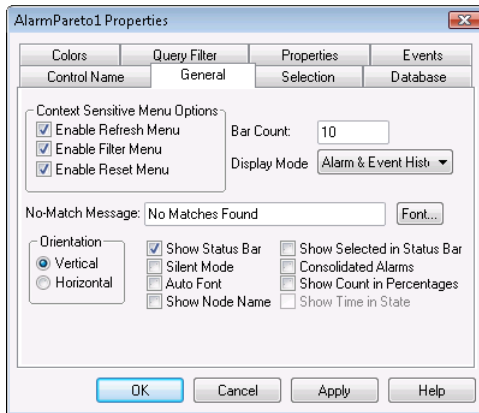 AlarmPareto1 Properties
Colors Query Filter Properties Events
Control Name General Selection Database
Context Sensitive Menu Options
Enable Refresh Menu
Enable Filter Menu
Enable Reset Menu
Bar Count: 10
Display Mode Alarm & Event Histo
No-Match Message: No Matches Found Font...
Orientation
Vertical
Horizontal
Show Status Bar
Silent Mode
Auto Font
Show Node Name
Show Selected in Status Bar
Consolidated Alarms
Show Count in Percentages
Show Time in State
OK Cancel Apply Help